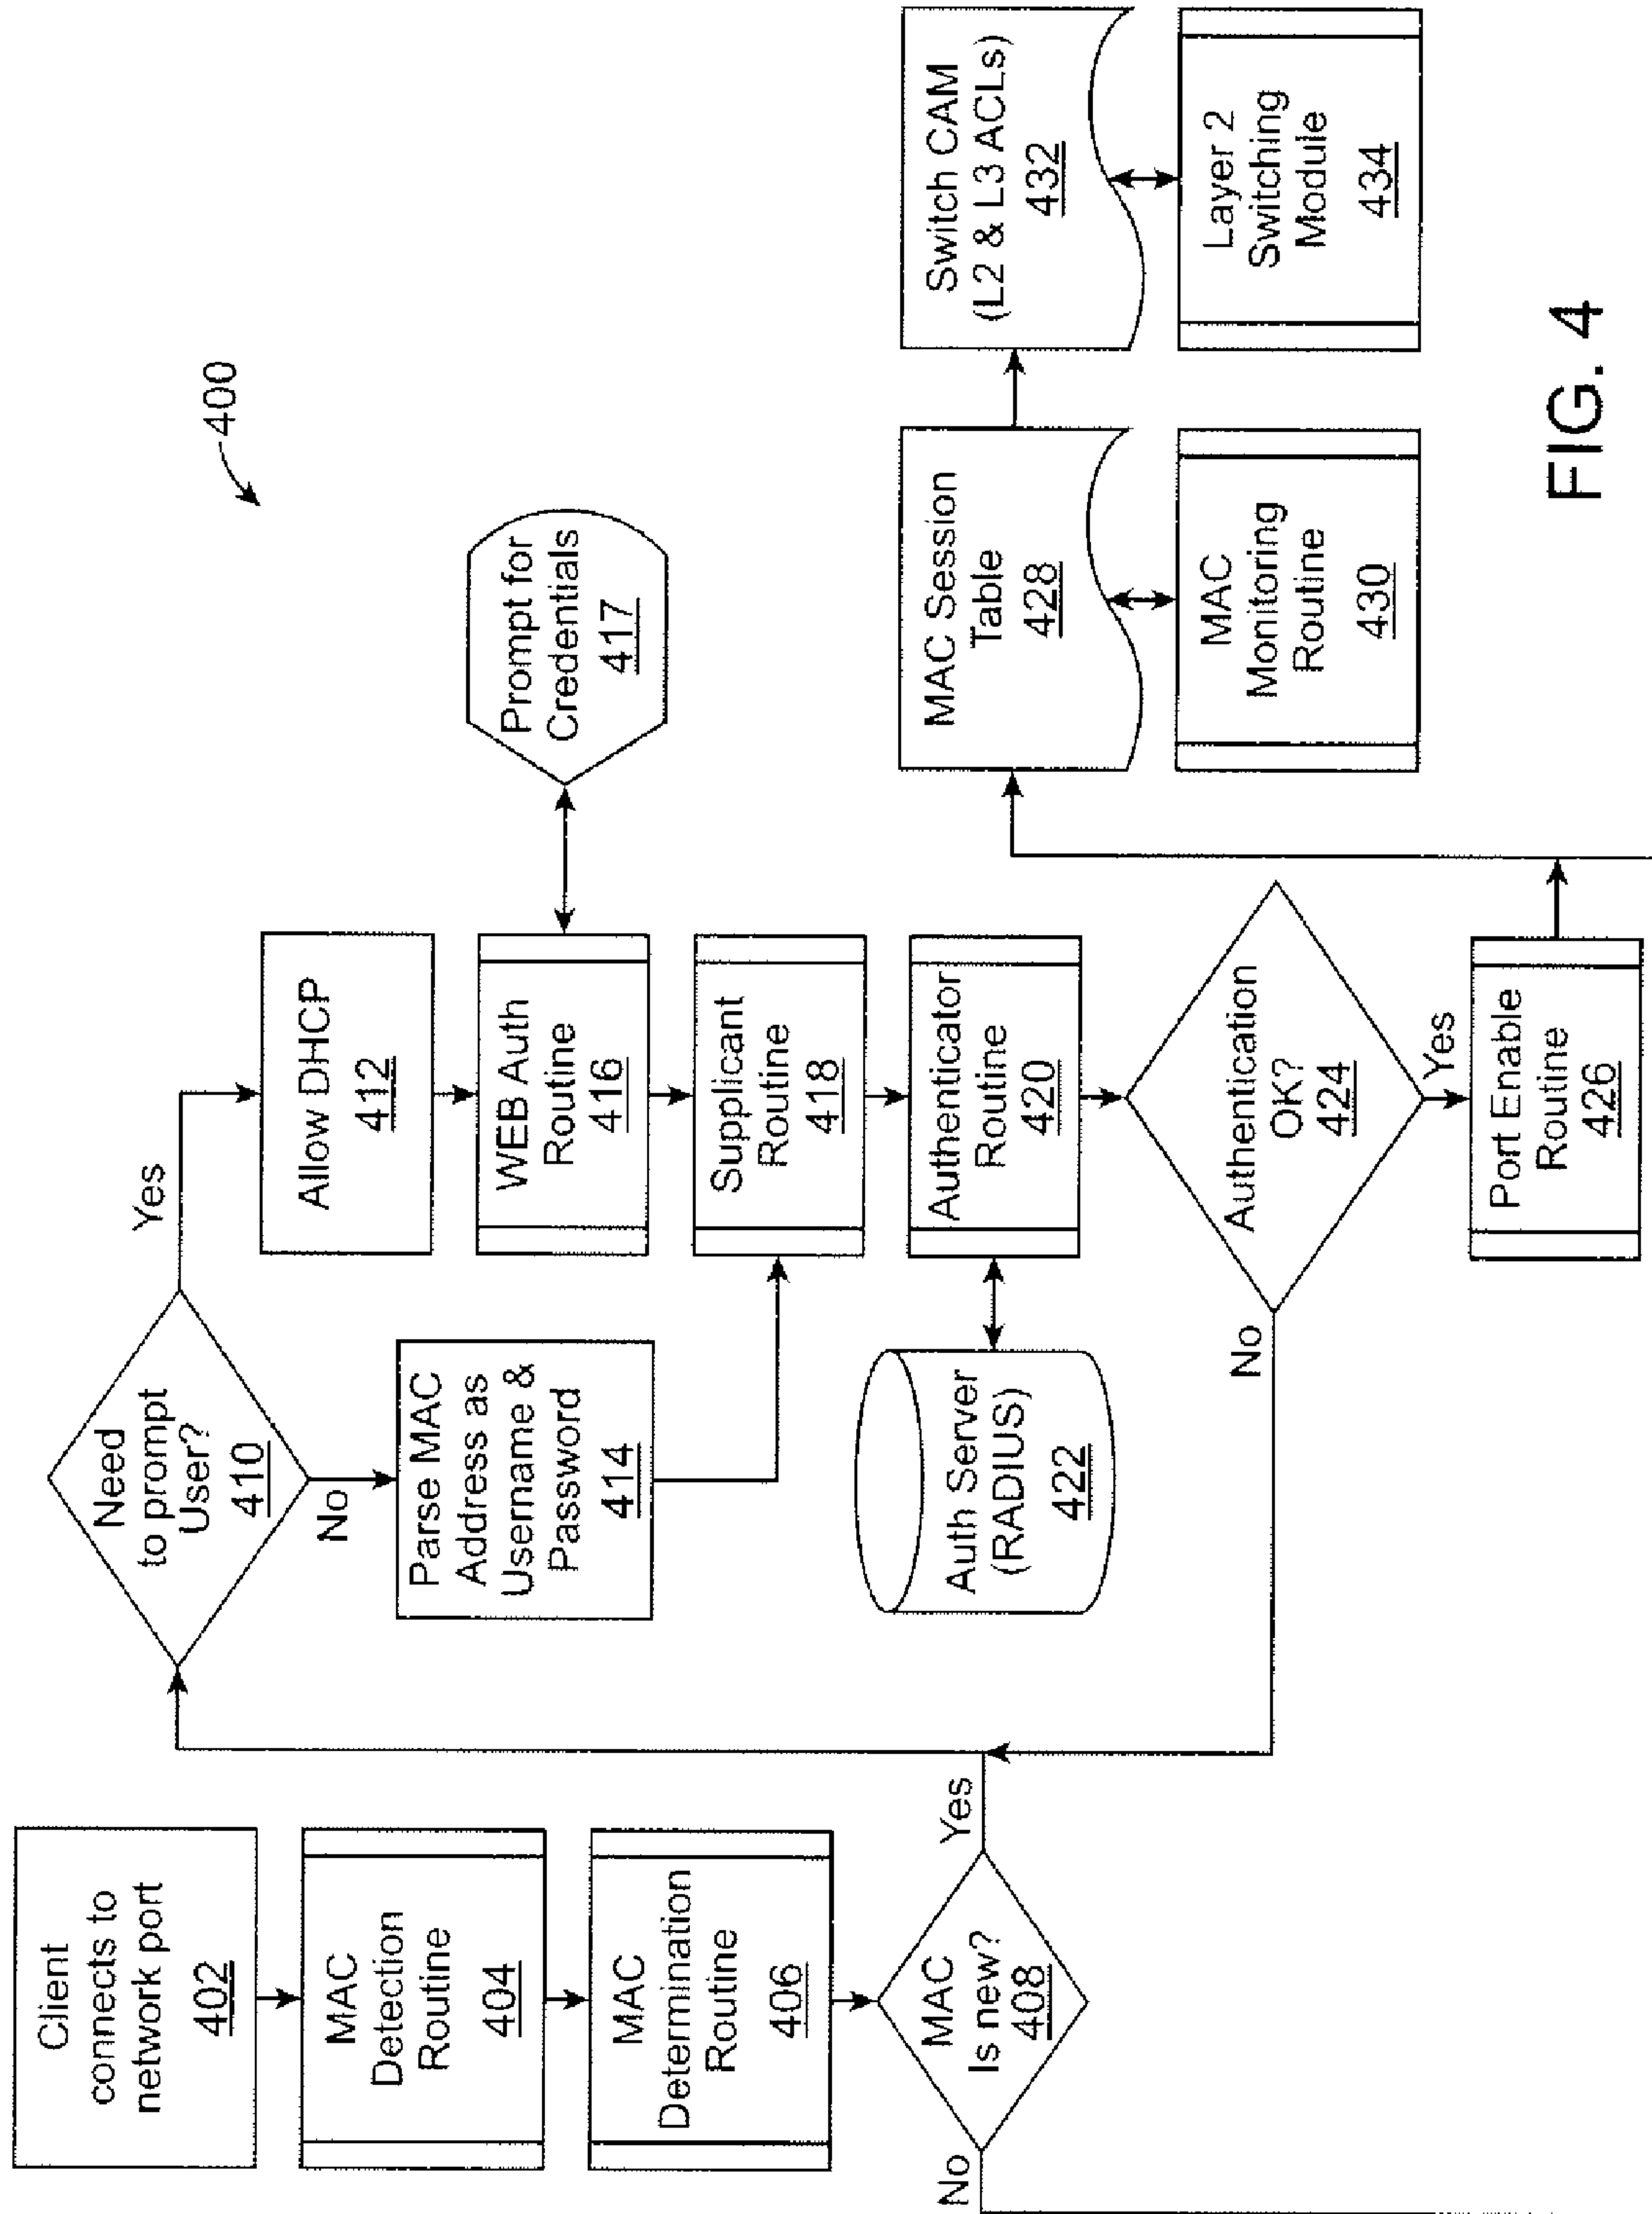 400
Client
connects to
network port
402
MAC
Detection
Routine
404
MAC
Determination
Routine
406
MAC
Is new?
408
No
Yes
Need
to prompt
User?
410
Yes
No
Allow DHCP
412
Parse MAC
Address as
Username &
Password
414
WEB Auth
Routine
416
Prompt for
Credentials
417
Supplicant
Routine
418
Authenticator
Routine
420
Auth Server
(RADIUS)
422
Authentication
OK?
424
No
Yes
Port Enable
Routine
426
MAC Session
Table
428
MAC
Monitoring
Routine
430
Switch CAM
(L2 & L3 ACLs)
432
Layer 2
Switching
Module
434
FIG. 4